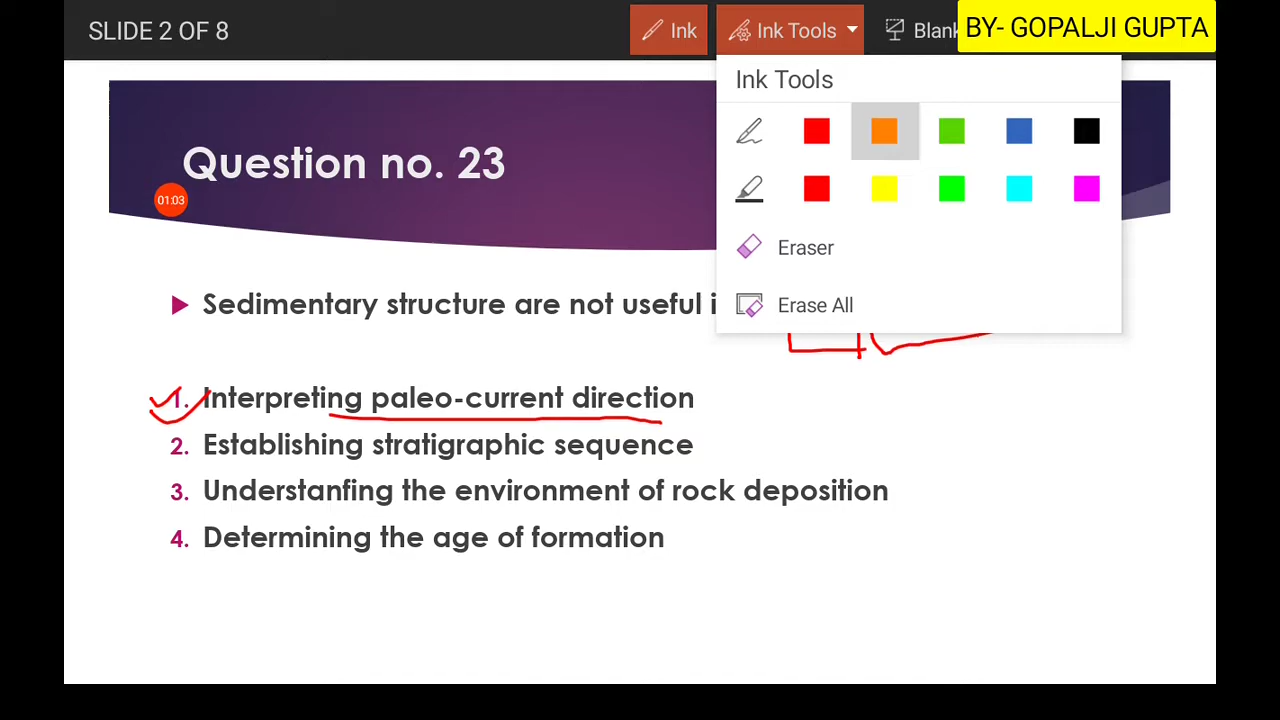 SLIDE 2 OF 8
Ink
Ink Tools
Blank
BY- GOPALJI GUPTA
Ink Tools
Question no. 23
01:03
Eraser
Sedimentary structure are not useful i
Erase All
1. Interpreting paleo-current direction
2. Establishing stratigraphic sequence
3. Understanfing the environment of rock deposition
4. Determining the age of formation